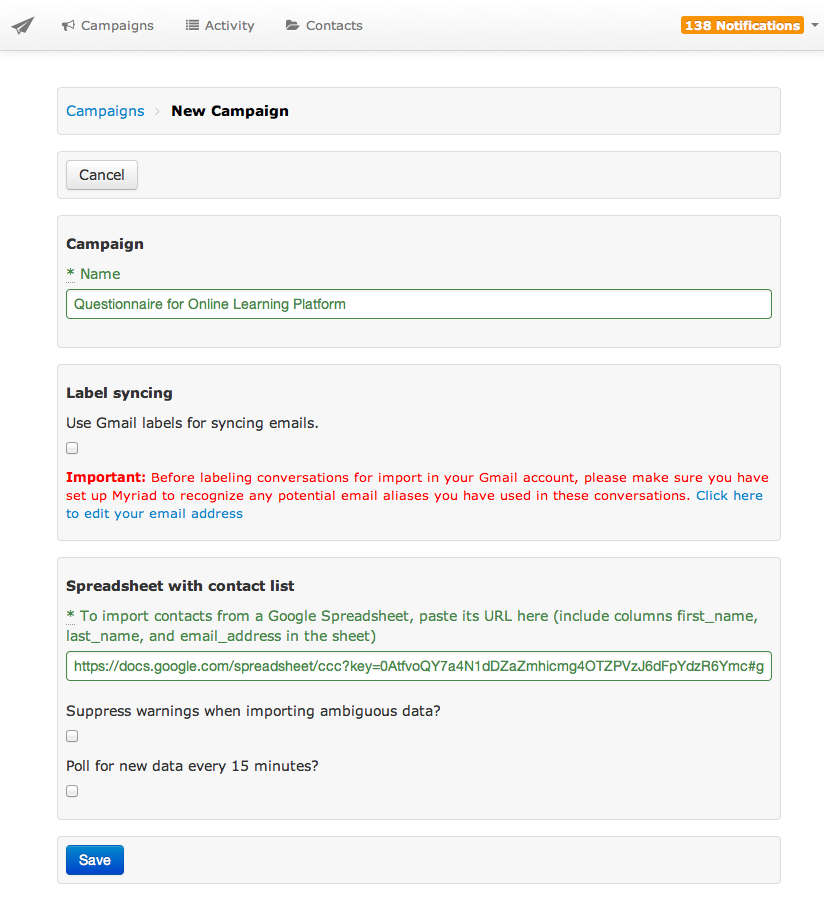 Campaigns Activity Contacts 138 Notifications
Campaigns › New Campaign
Cancel
Campaign
* Name
Questionnaire for Online Learning Platform
Label syncing
Use Gmail labels for syncing emails.
Important: Before labeling conversations for import in your Gmail account, please make sure you have
set up Myriad to recognize any potential email aliases you have used in these conversations. Click here
to edit your email address
Spreadsheet with contact list
* To import contacts from a Google Spreadsheet, paste its URL here (include columns first_name,
last_name, and email_address in the sheet)
https://docs.google.com/spreadsheet/ccc?key=0AtfvoQY7a4N1dDZaZmhicmg4OTZPVzJ6dFpYdzR6Ymc#g
Suppress warnings when importing ambiguous data?
Poll for new data every 15 minutes?
Save